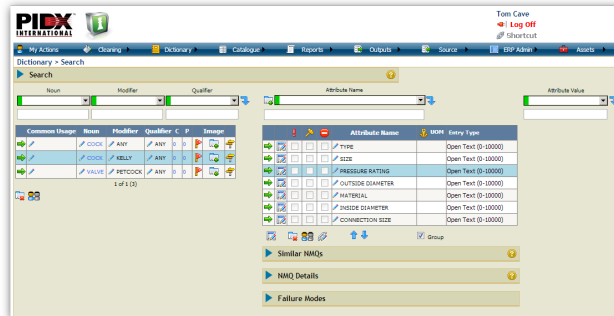 PIDX
INTERNATIONAL
Tom Cave
Log Off
Shortcut
My Actions Cleaning Dictionary Catalogue Reports Outputs Source ERP Admin Assets
Dictionary > Search
Search
Noun Modifier Qualifier Attribute Name Attribute Value
Common Usage Noun Modifier Qualifier C P Image
COCK ANY ANY 0 0
COCK KELLY ANY 0 0
VALVE PETCOCK ANY 0 0
1 of 1 (3)
Attribute Name UOM Entry Type
TYPE Open Text (0-10000)
SIZE Open Text (0-10000)
PRESSURE RATING Open Text (0-10000)
OUTSIDE DIAMETER Open Text (0-10000)
MATERIAL Open Text (0-10000)
INSIDE DIAMETER Open Text (0-10000)
CONNECTION SIZE Open Text (0-10000)
Group
Similar NMQs
NMQ Details
Failure Modes